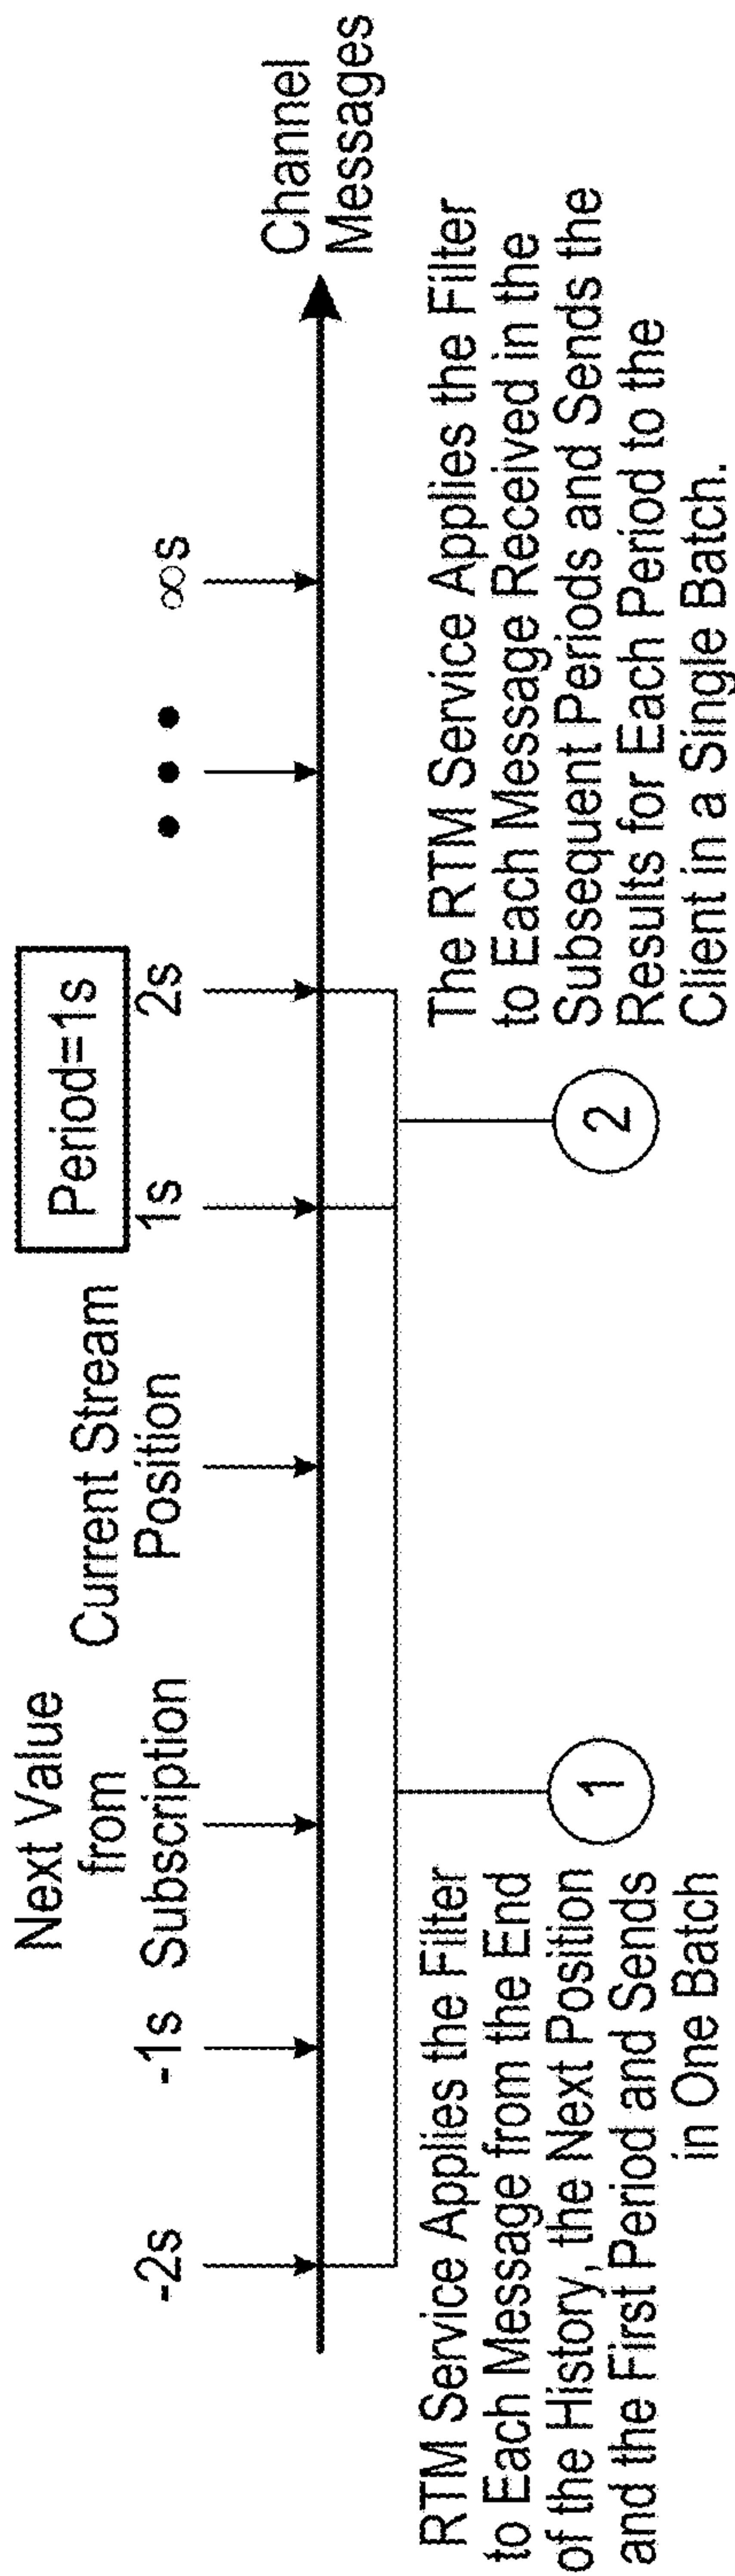 Period=1s
Next Value
from
Subscription
Current Stream
Position
-2s
-1s
1s
2s
∞s
Channel
Messages
1
RTM Service Applies the Filter
to Each Message from the End
of the History, the Next Position
and the First Period and Sends
in One Batch
2
The RTM Service Applies the Filter
to Each Message Received in the
Subsequent Periods and Sends the
Results for Each Period to the
Client in a Single Batch.